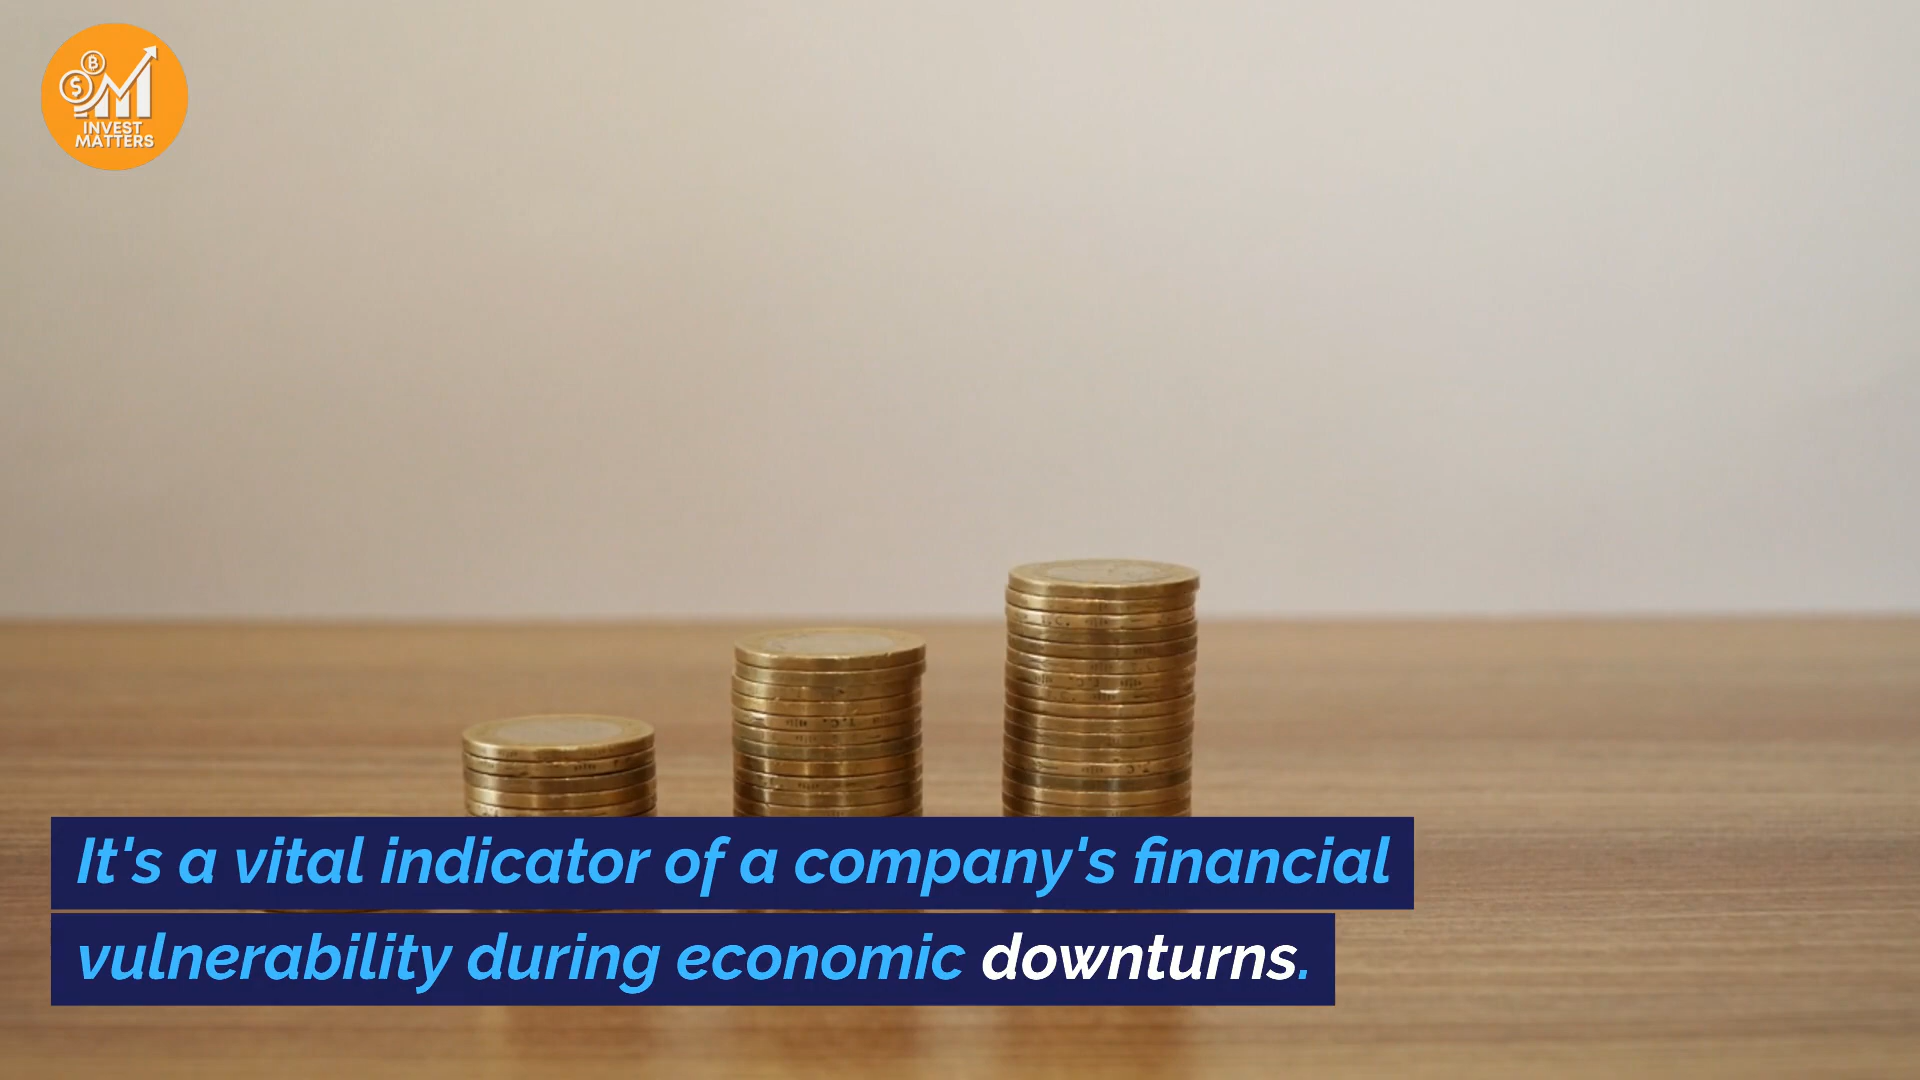 INVEST
MATTERS
It's a vital indicator of a company's financial
vulnerability during economic downturns.